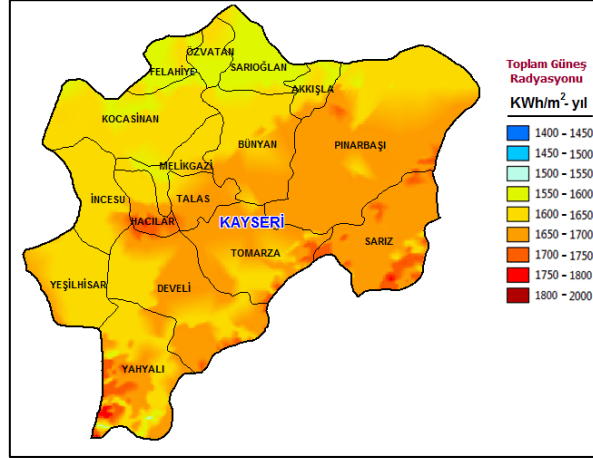 ÖZVATAN
FELAHİYE
SARIOĞLAN
AKKIŞLA
KOCASİNAN
BÜNYAN
PINARBAŞI
MELİKGAZİ
İNCESU
TALAS
HACILAR
KAYSERİ
SARIZ
TOMARZA
YEŞİLHİSAR
DEVELİ
YAHYALI
Toplam Güneş
Radyasyonu
KWh/m²- yıl
1400 - 1450
1450 - 1500
1500 - 1550
1550 - 1600
1600 - 1650
1650 - 1700
1700 - 1750
1750 - 1800
1800 - 2000